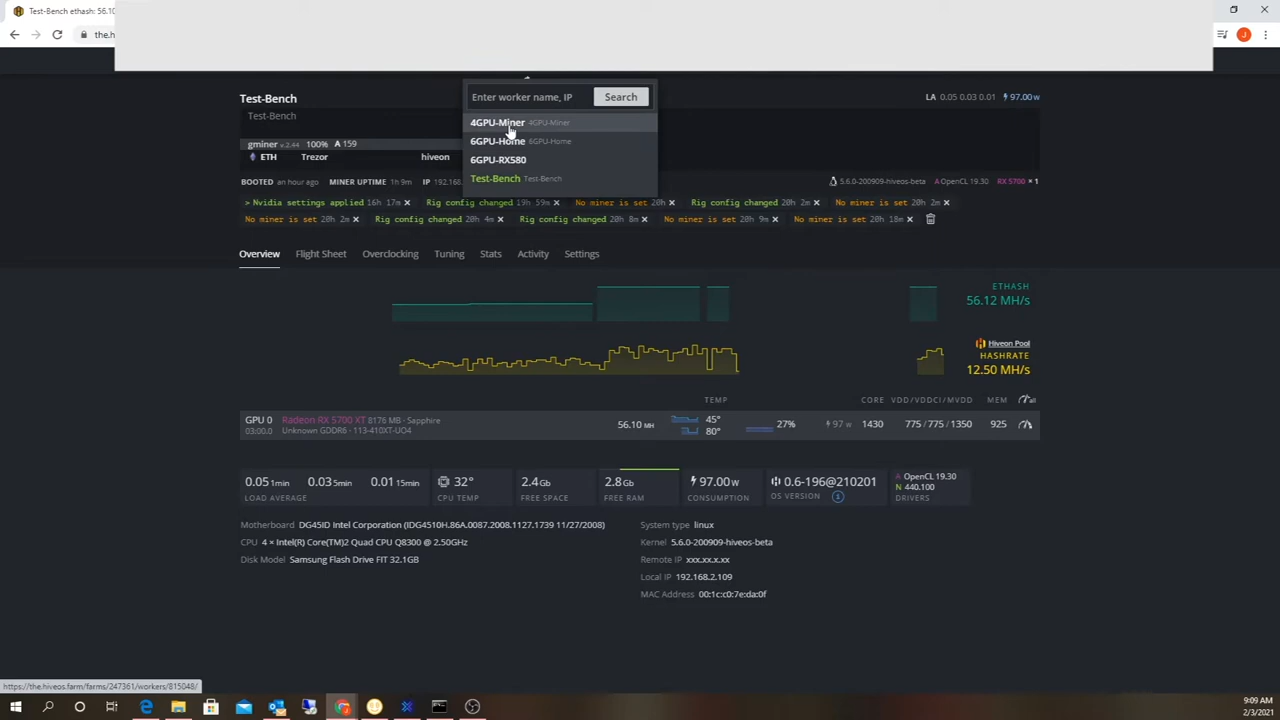 Test-Bench ethash: 56.10
the.h
J
Test-Bench
Test-Bench
LA 0.05 0.03 0.01 97.00w
Enter worker name, IP Search
4GPU-Miner 4GPU-Miner
6GPU-Home 6GPU-Home
6GPU-RX580
Test-Bench Test-Bench
gminer v 2.44 100% A 159
ETH Trezor hiveon
BOOTED an hour ago MINER UPTIME 1h 9m IP 192.168.
5.6.0-200909-hiveos-beta A OpenCL 19.30 RX 5700 × 1
> Nvidia settings applied 16h 17m × Rig config changed 19h 59m × No miner is set 20h × Rig config changed 20h 2m × No miner is set 20h 2m ×
No miner is set 20h 2m × Rig config changed 20h 4m × Rig config changed 20h 8m × No miner is set 20h 9m × No miner is set 20h 18m ×
Overview Flight Sheet Overclocking Tuning Stats Activity Settings
ETHASH
56.12 MH/s
Hiveon Pool
HASHRATE
12.50 MH/s
TEMP CORE VDD/VDDCI/MVDD MEM all
GPU 0 Radeon RX 5700 XT 8176 MB · Sapphire
03:00.0 Unknown GDDR6 · 113-410XT-UO4
56.10 MH 45° 80° 27% 97 w 1430 775 / 775 / 1350 925
0.05 1min 0.03 5min 0.01 15min
LOAD AVERAGE
32°
CPU TEMP
2.4 Gb
FREE SPACE
2.8 Gb
FREE RAM
97.00 W
CONSUMPTION
0.6-196@210201
OS VERSION 1
A OpenCL 19.30
N 440.100
DRIVERS
Motherboard DG45ID Intel Corporation (IDG4510H.86A.0087.2008.1127.1739 11/27/2008)
CPU 4 × Intel(R) Core(TM)2 Quad CPU Q8300 @ 2.50GHz
Disk Model Samsung Flash Drive FIT 32.1GB
System type linux
Kernel 5.6.0-200909-hiveos-beta
Remote IP xxx.xx.x.xx
Local IP 192.168.2.109
MAC Address 00:1c:c0:7e:da:0f
https://the.hiveos.farm/farms/247361/workers/815048/
9:09 AM
2/3/2021